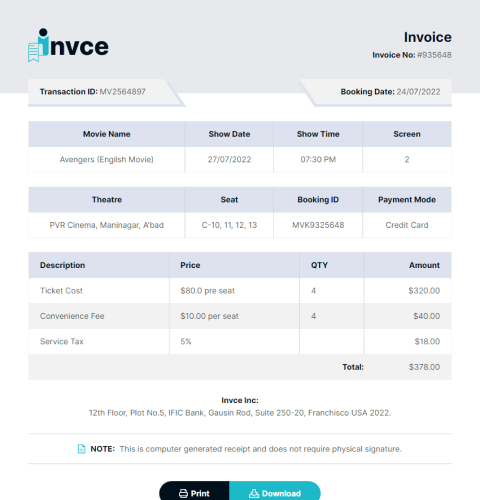 invce
Invoice
Invoice No: #935648
Transaction ID: MV2564897
Booking Date: 24/07/2022
Movie Name Show Date Show Time Screen
Avengers (Engilsh Movie) 27/07/2022 07:30 PM 2
Theatre Seat Booking ID Payment Mode
PVR Cinema, Maninagar, A'bad C-10, 11, 12, 13 MVK9325648 Credit Card
Description Price QTY Amount
Ticket Cost $80.0 pre seat 4 $320.00
Convenience Fee $10.00 per seat 4 $40.00
Service Tax 5% $18.00
Total: $378.00
Invce Inc:
12th Floor, Plot No.5, IFIC Bank, Gausin Rod, Suite 250-20, Franchisco USA 2022.
NOTE: This is computer generated receipt and does not require physical signature.
Print Download